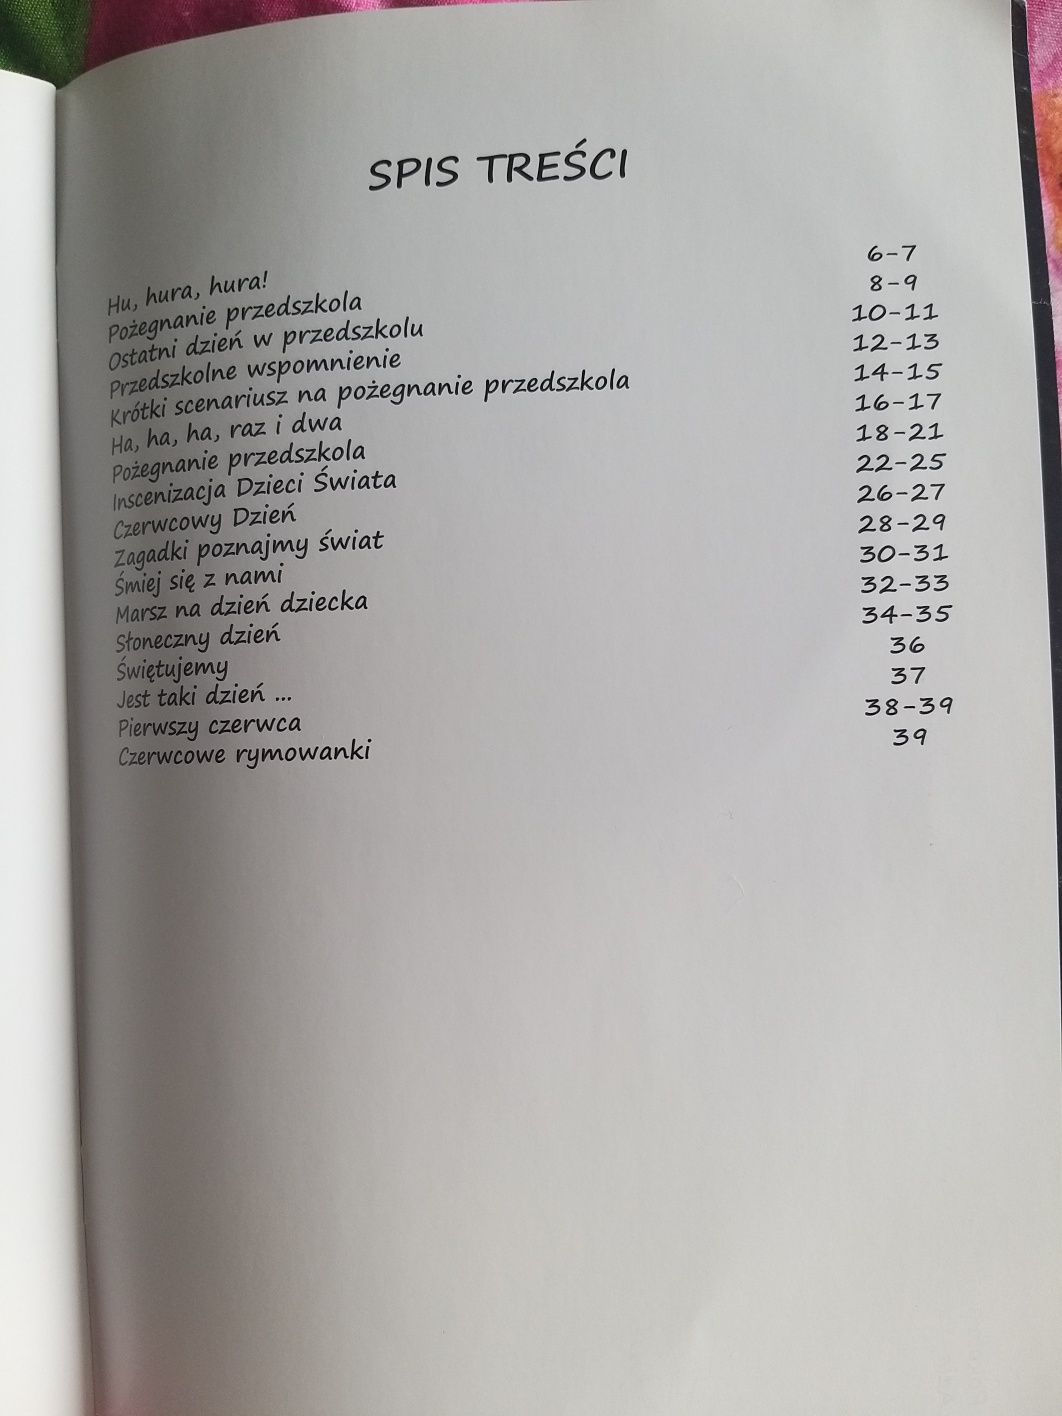 SPIS TREŚCI
Hu, hura, hura! 6-7
Pożegnanie przedszkola 8-9
Ostatni dzień w przedszkolu 10-11
Przedszkolne wspomnienie 12-13
Krótki scenariusz na pożegnanie przedszkola 14-15
Ha, ha, ha, raz i dwa 16-17
Pożegnanie przedszkola 18-21
Inscenizacja Dzieci Świata 22-25
Czerwcowy Dzień 26-27
Zagadki poznajmy świat 28-29
Śmiej się z nami 30-31
Marsz na dzień dziecka 32-33
Słoneczny dzień 34-35
Świętujemy 36
Jest taki dzień ... 37
Pierwszy czerwca 38-39
Czerwcowe rymowanki 39